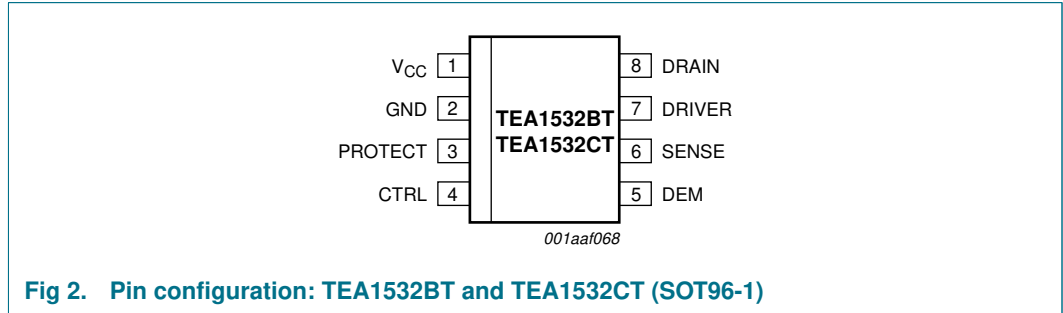 VCC 1 8 DRAIN
GND 2 TEA1532BT 7 DRIVER
PROTECT 3 TEA1532CT 6 SENSE
CTRL 4 5 DEM
001aaf068
Fig 2. Pin configuration: TEA1532BT and TEA1532CT (SOT96-1)